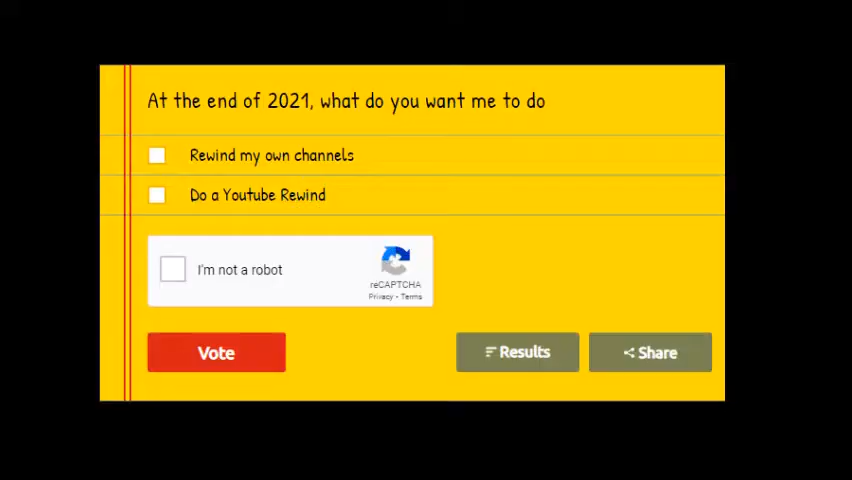 At the end of 2021, what do you want me to do
Rewind my own channels
Do a Youtube Rewind
I'm not a robot
reCAPTCHA
Privacy - Terms
Vote
Results
Share